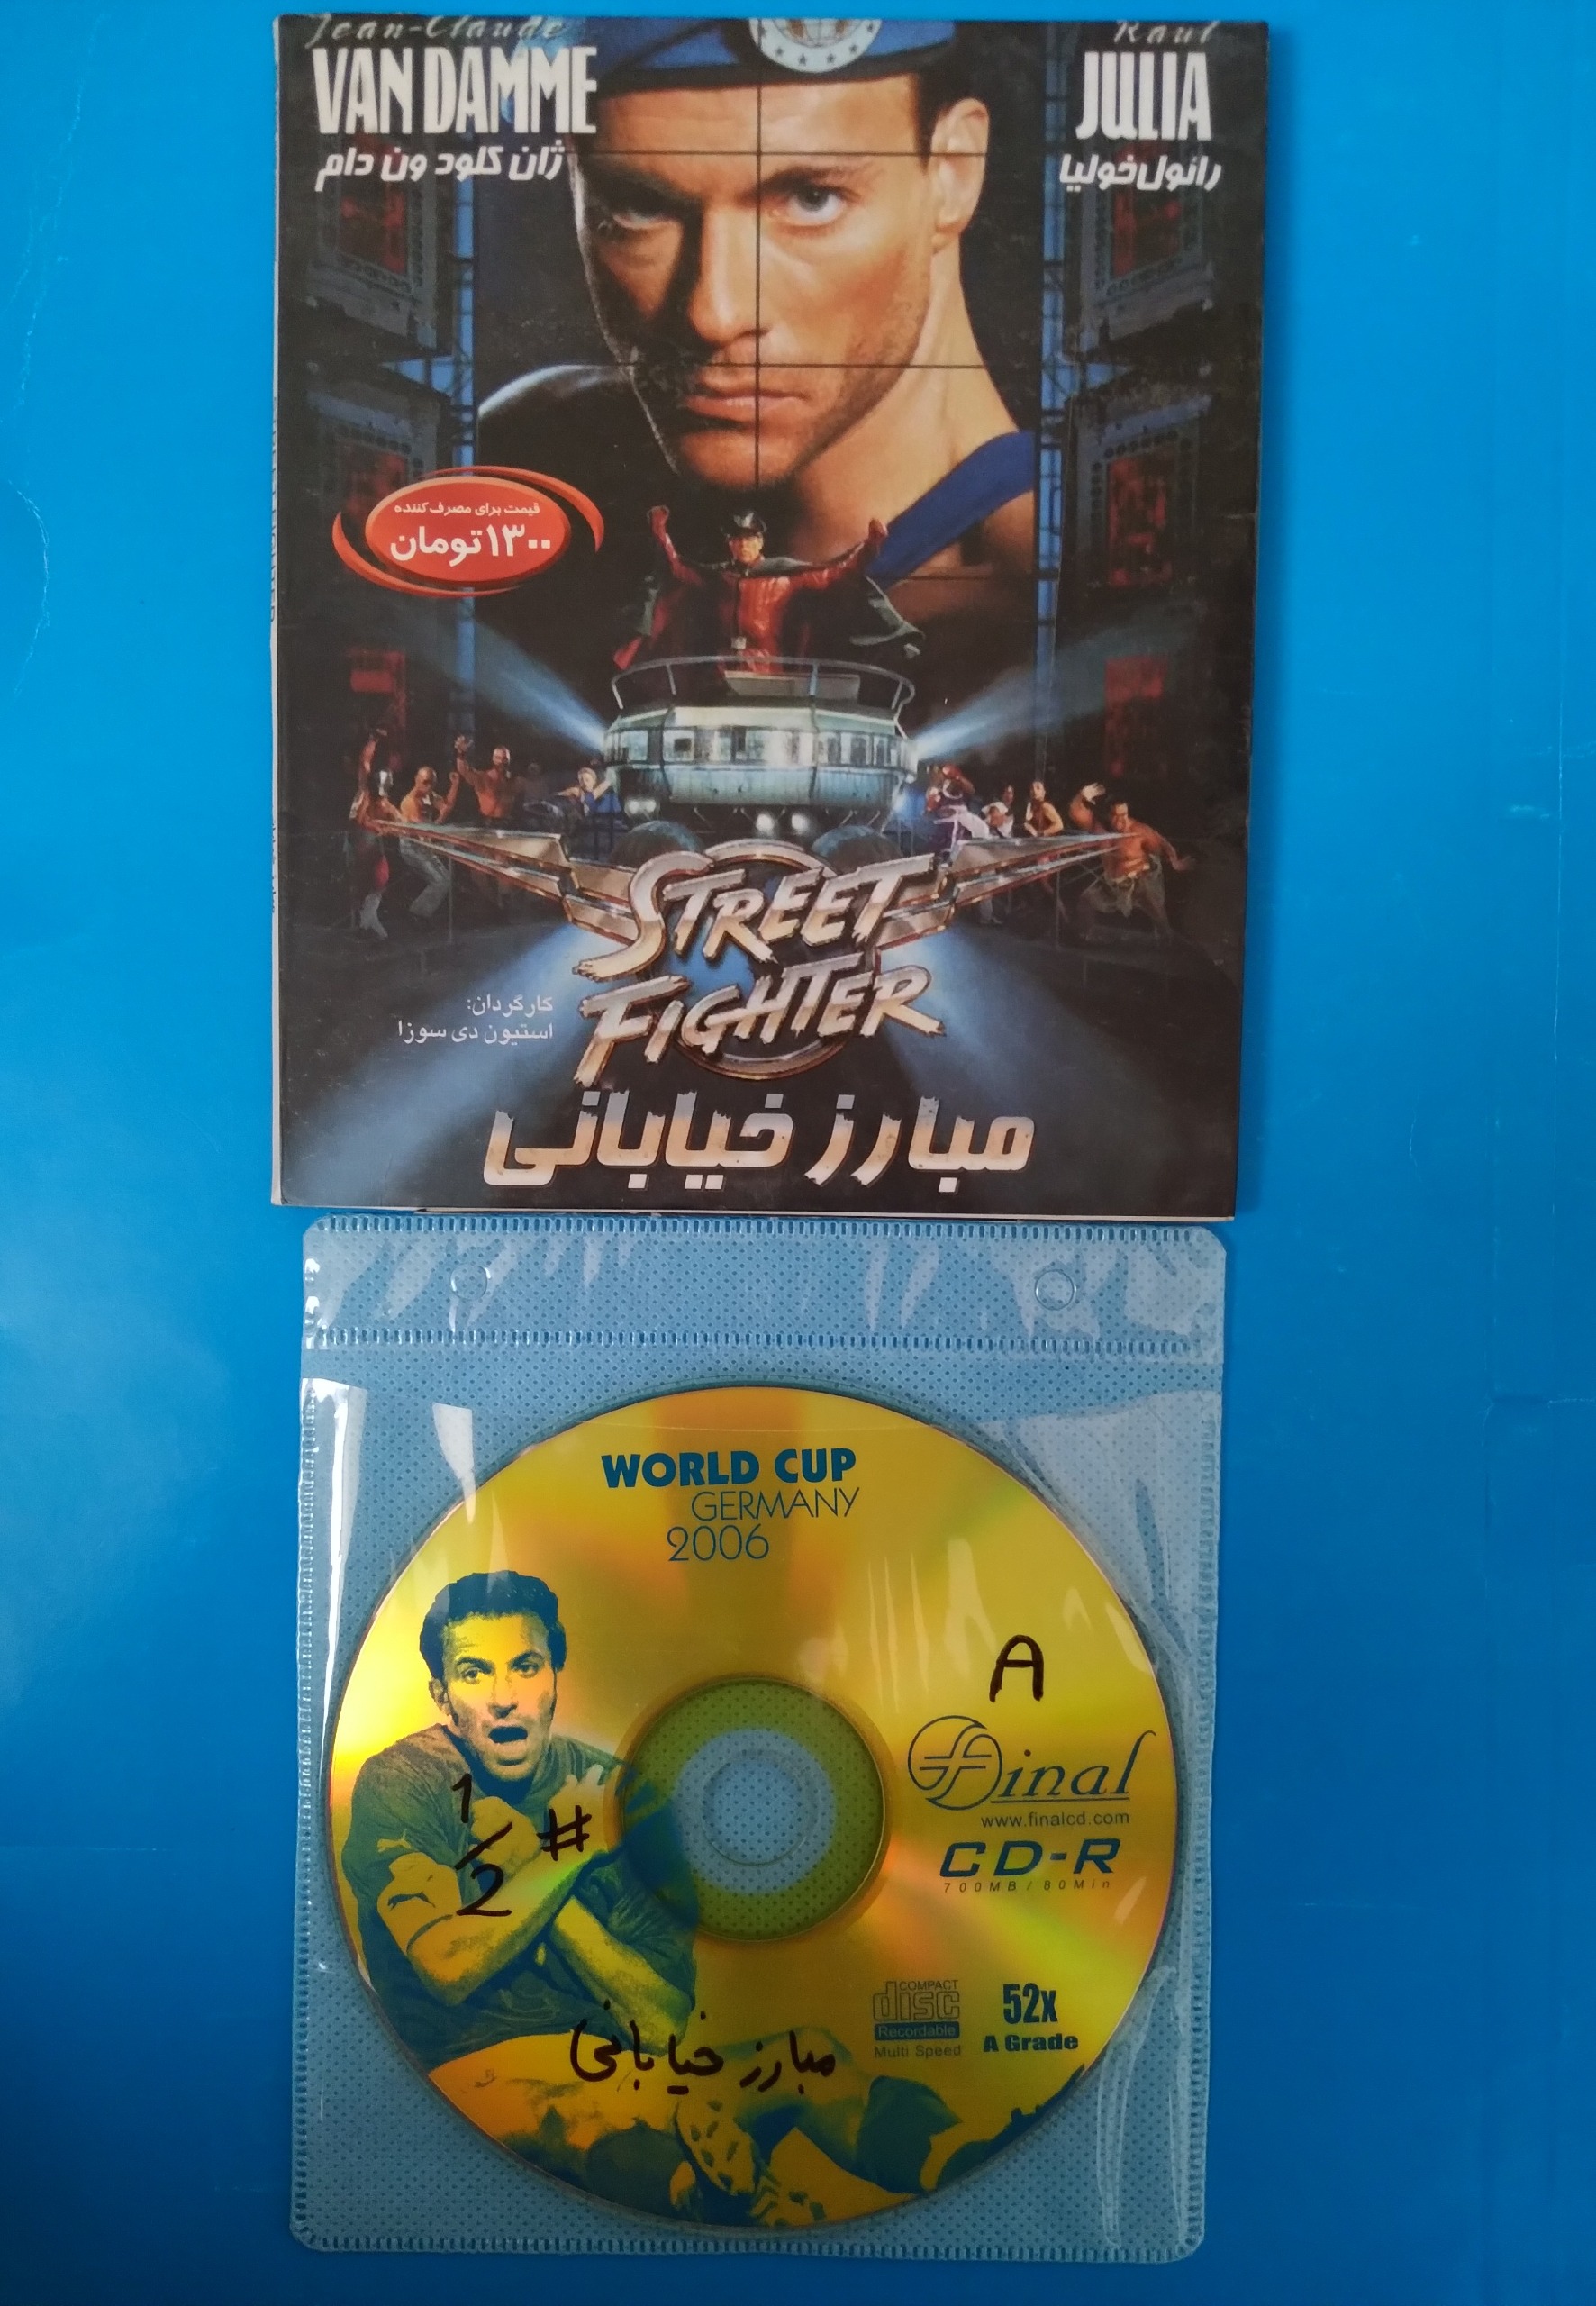 Jean-Claude
VAN DAMME
ژان کلود ون دام
Raul
JULIA
رائول خولیا
قیمت برای مصرف کننده
۱۳۰۰ تومان
STREET
FIGHTER
کارگردان:
استیون دی سوزا
مبارز خیابانی
WORLD CUP
GERMANY
2006
A
final
www.finalcd.com
CD-R
700MB/80Min
1/2 #
COMPACT
disc
Recordable
Multi Speed
52x
A Grade
مبارز خیابانی